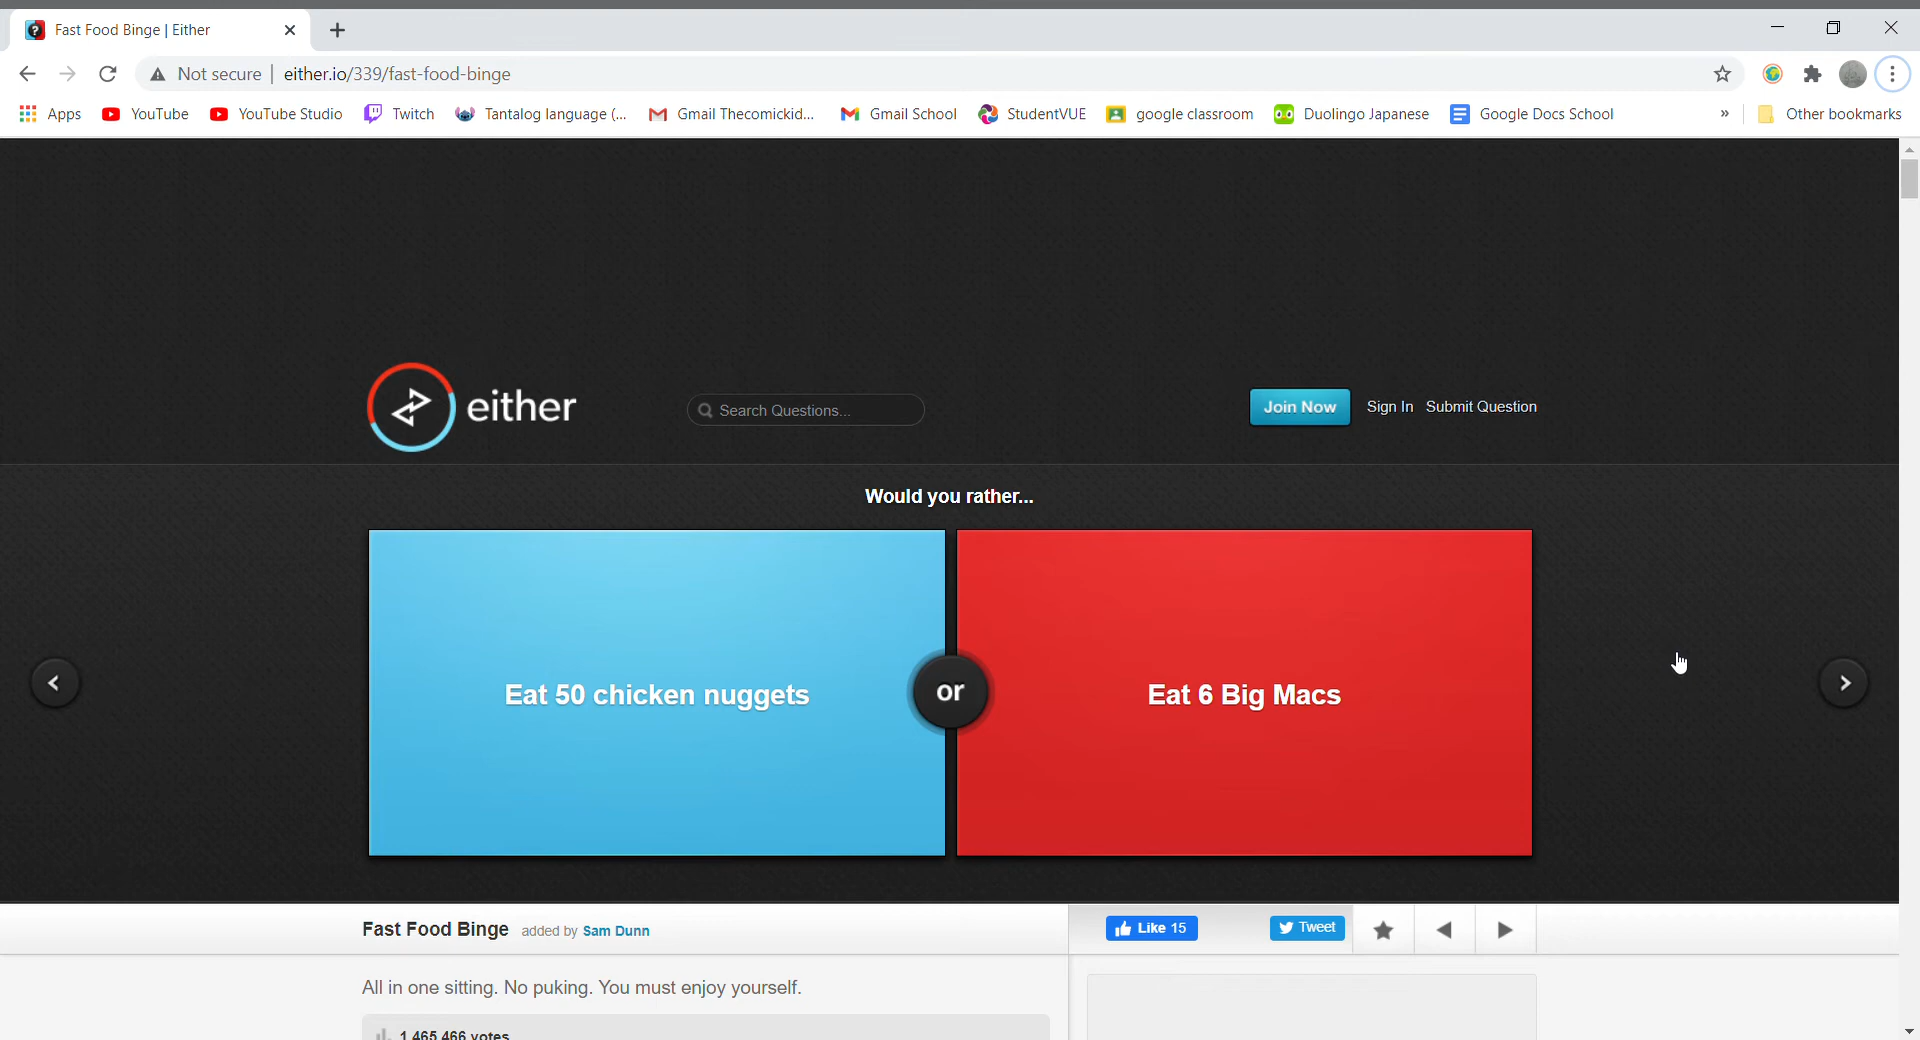 Fast Food Binge | Either
Not secure | either.io/339/fast-food-binge
Apps YouTube YouTube Studio Twitch Tantalog language (... Gmail Thecomickid... Gmail School StudentVUE google classroom Duolingo Japanese Google Docs School » Other bookmarks
either
Search Questions...
Join Now Sign In Submit Question
Would you rather...
Eat 50 chicken nuggets
or
Eat 6 Big Macs
Fast Food Binge added by Sam Dunn
Like 15 Tweet
All in one sitting. No puking. You must enjoy yourself.
1,465,466 votes